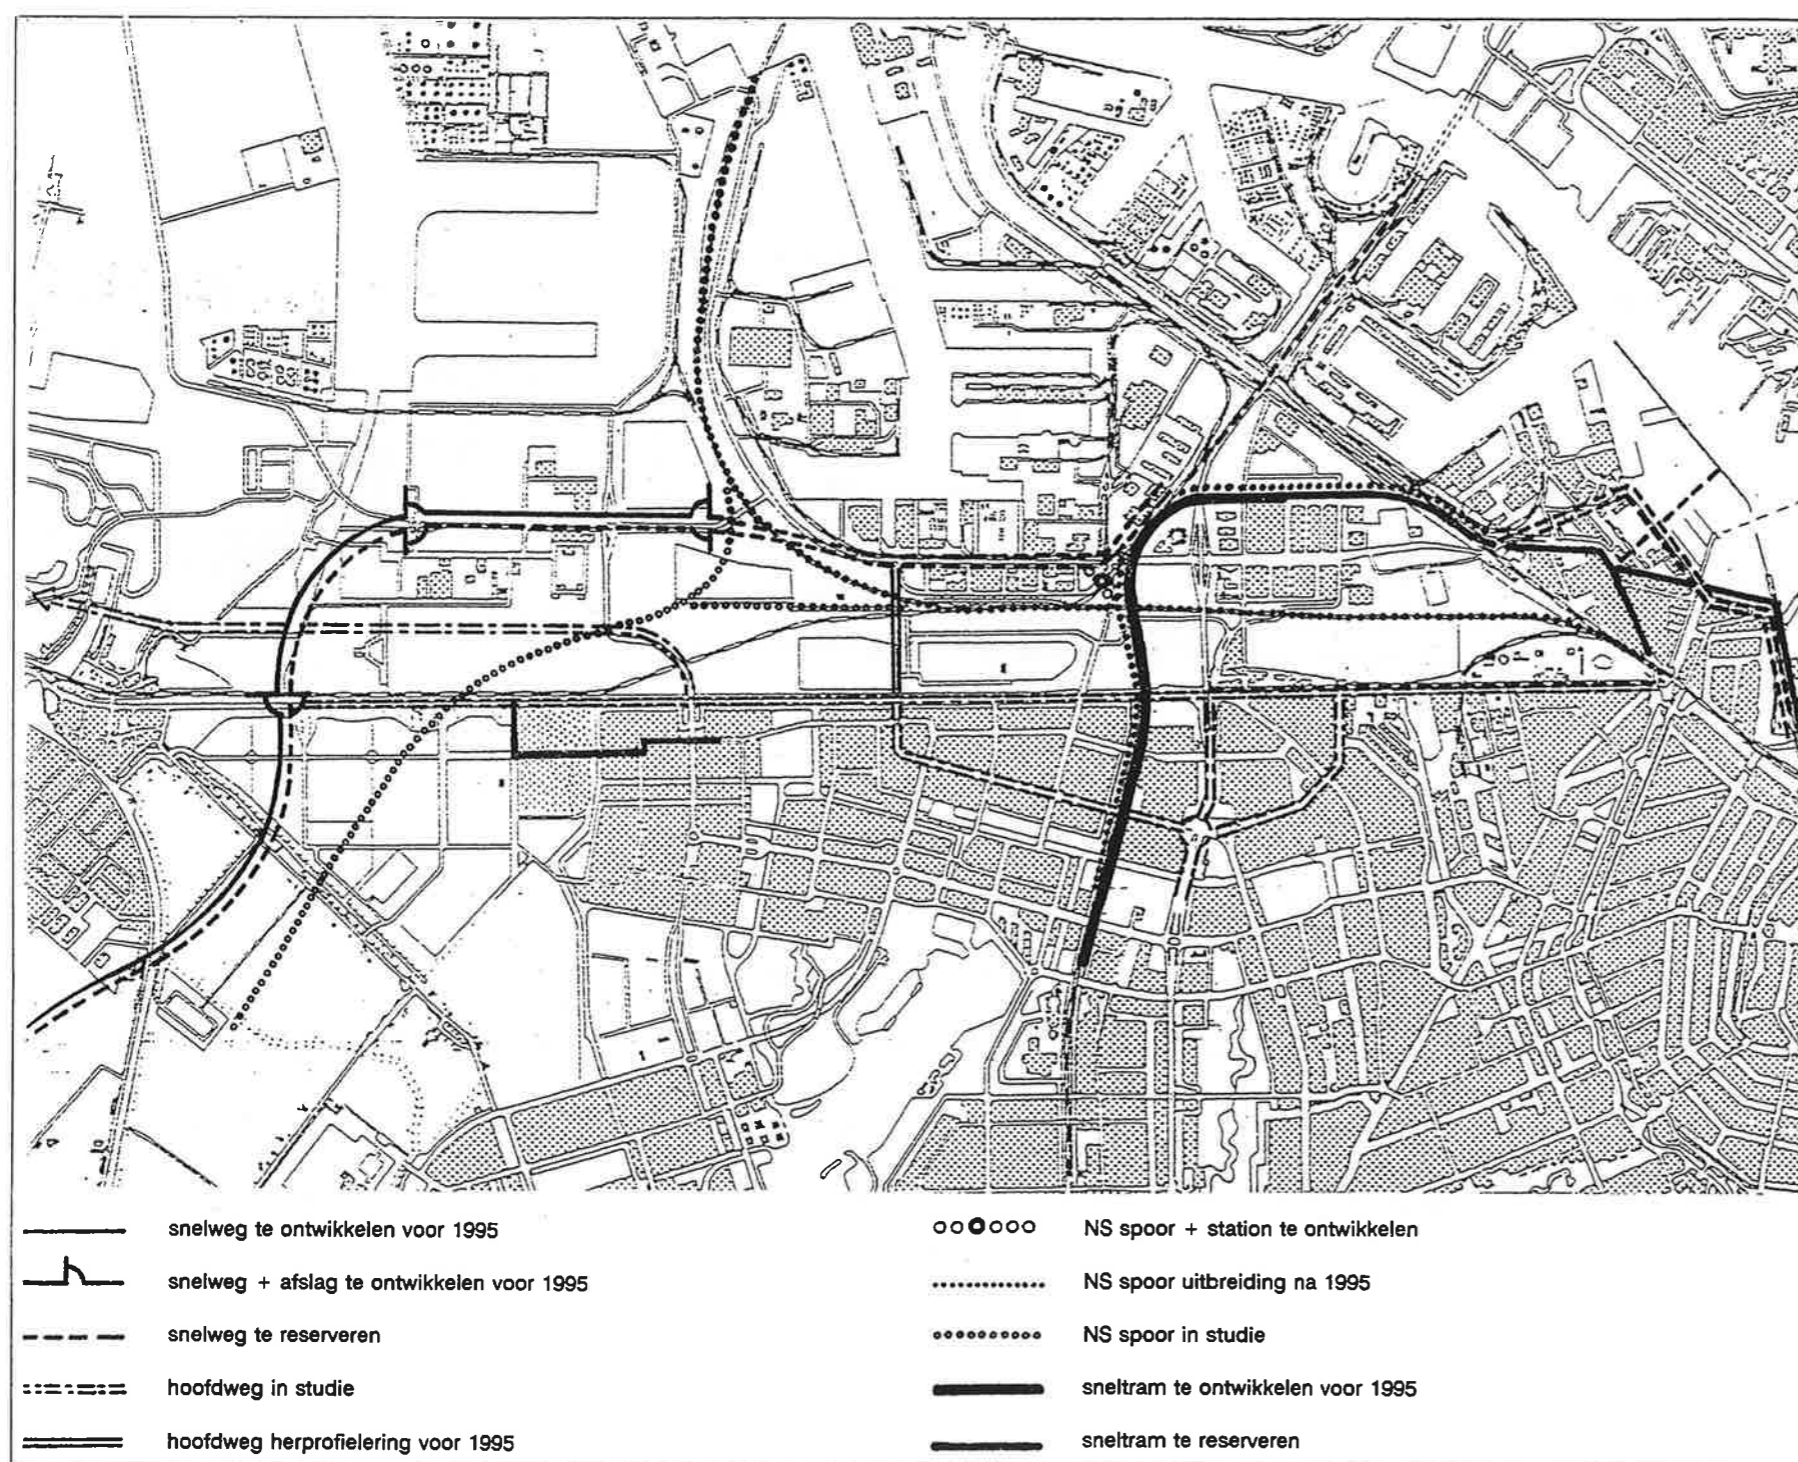 snelweg te ontwikkelen voor 1995
snelweg + afslag te ontwikkelen voor 1995
snelweg te reserveren
hoofdweg in studie
hoofdweg herprofielering voor 1995
NS spoor + station te ontwikkelen
NS spoor uitbreiding na 1995
NS spoor in studie
sneltram te ontwikkelen voor 1995
sneltram te reserveren